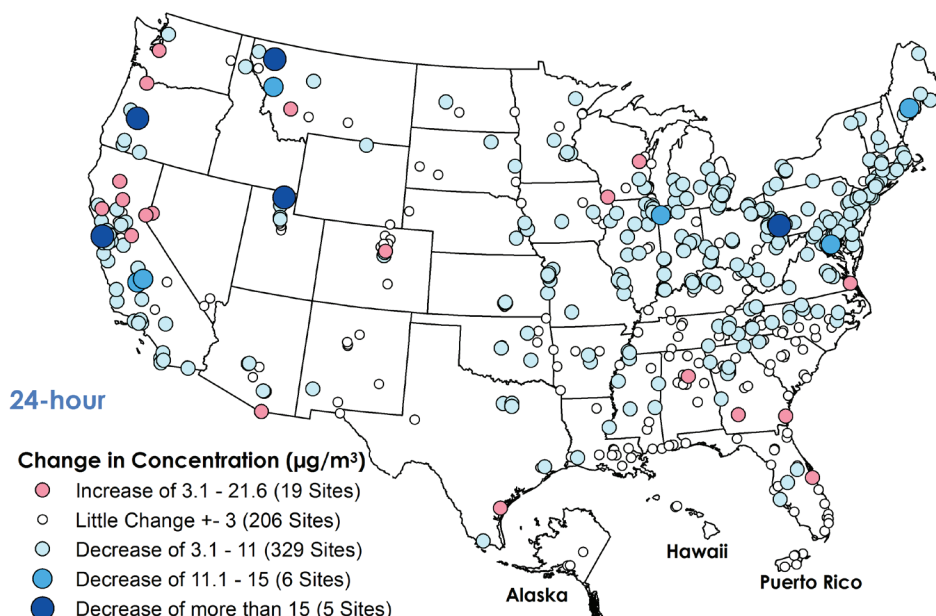 24-hour
Change in Concentration (µg/m³)
Increase of 3.1 - 21.6 (19 Sites)
Little Change +- 3 (206 Sites)
Decrease of 3.1 - 11 (329 Sites)
Decrease of 11.1 - 15 (6 Sites)
Decrease of more than 15 (5 Sites)
Alaska
Hawaii
Puerto Rico